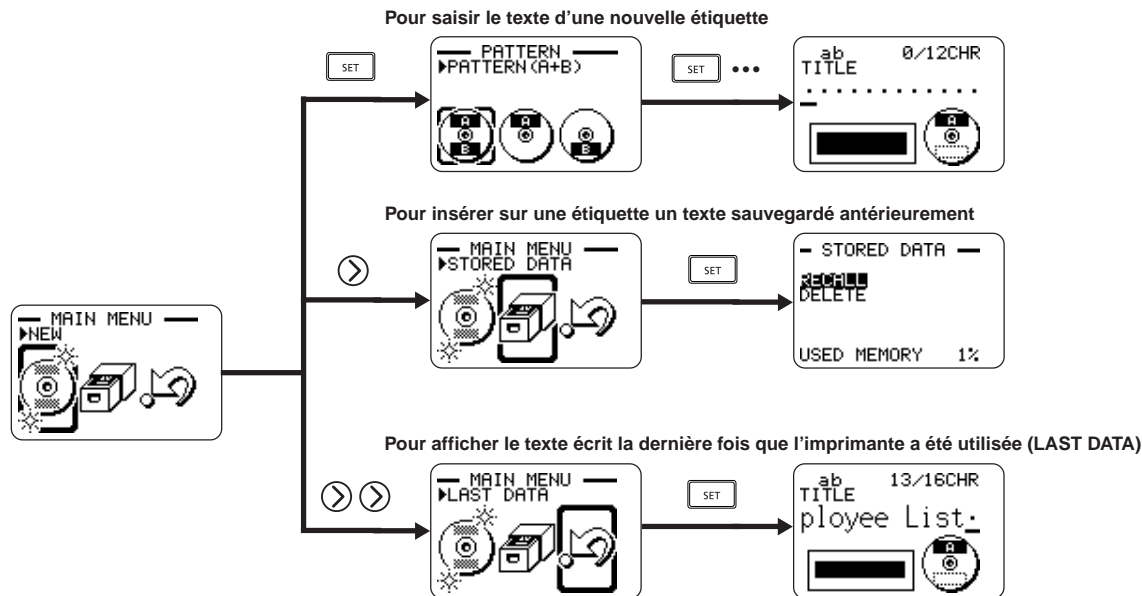 Pour saisir le texte d'une nouvelle étiquette
SET
PATTERN
PATTERN(A+B)
A
B
A
B
SET •••
ab 0/12CHR
TITLE
A
Pour insérer sur une étiquette un texte sauvegardé antérieurement
MAIN MENU
STORED DATA
SET
STORED DATA
RECALL
DELETE
USED MEMORY 1%
MAIN MENU
NEW
Pour afficher le texte écrit la dernière fois que l'imprimante a été utilisée (LAST DATA)
MAIN MENU
LAST DATA
SET
ab 13/16CHR
TITLE
ployee List
A